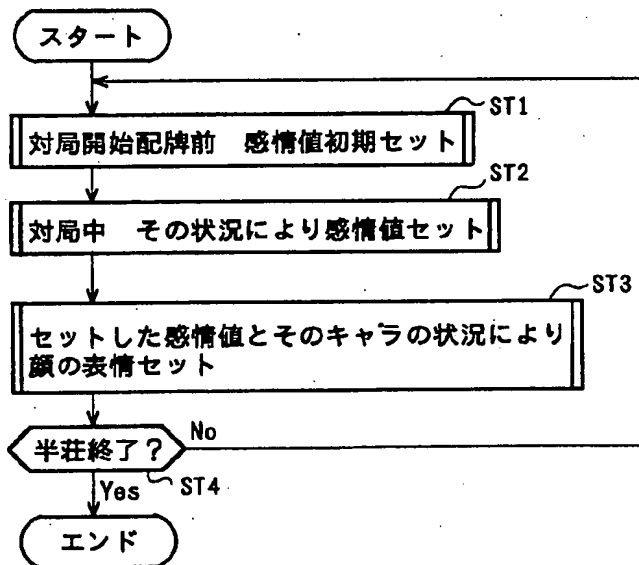 スタート
ST1
対局開始配牌前　感情値初期セット
ST2
対局中　その状況により感情値セット
ST3
セットした感情値とそのキャラの状況により
顔の表情セット
半荘終了？
No
ST4
Yes
エンド